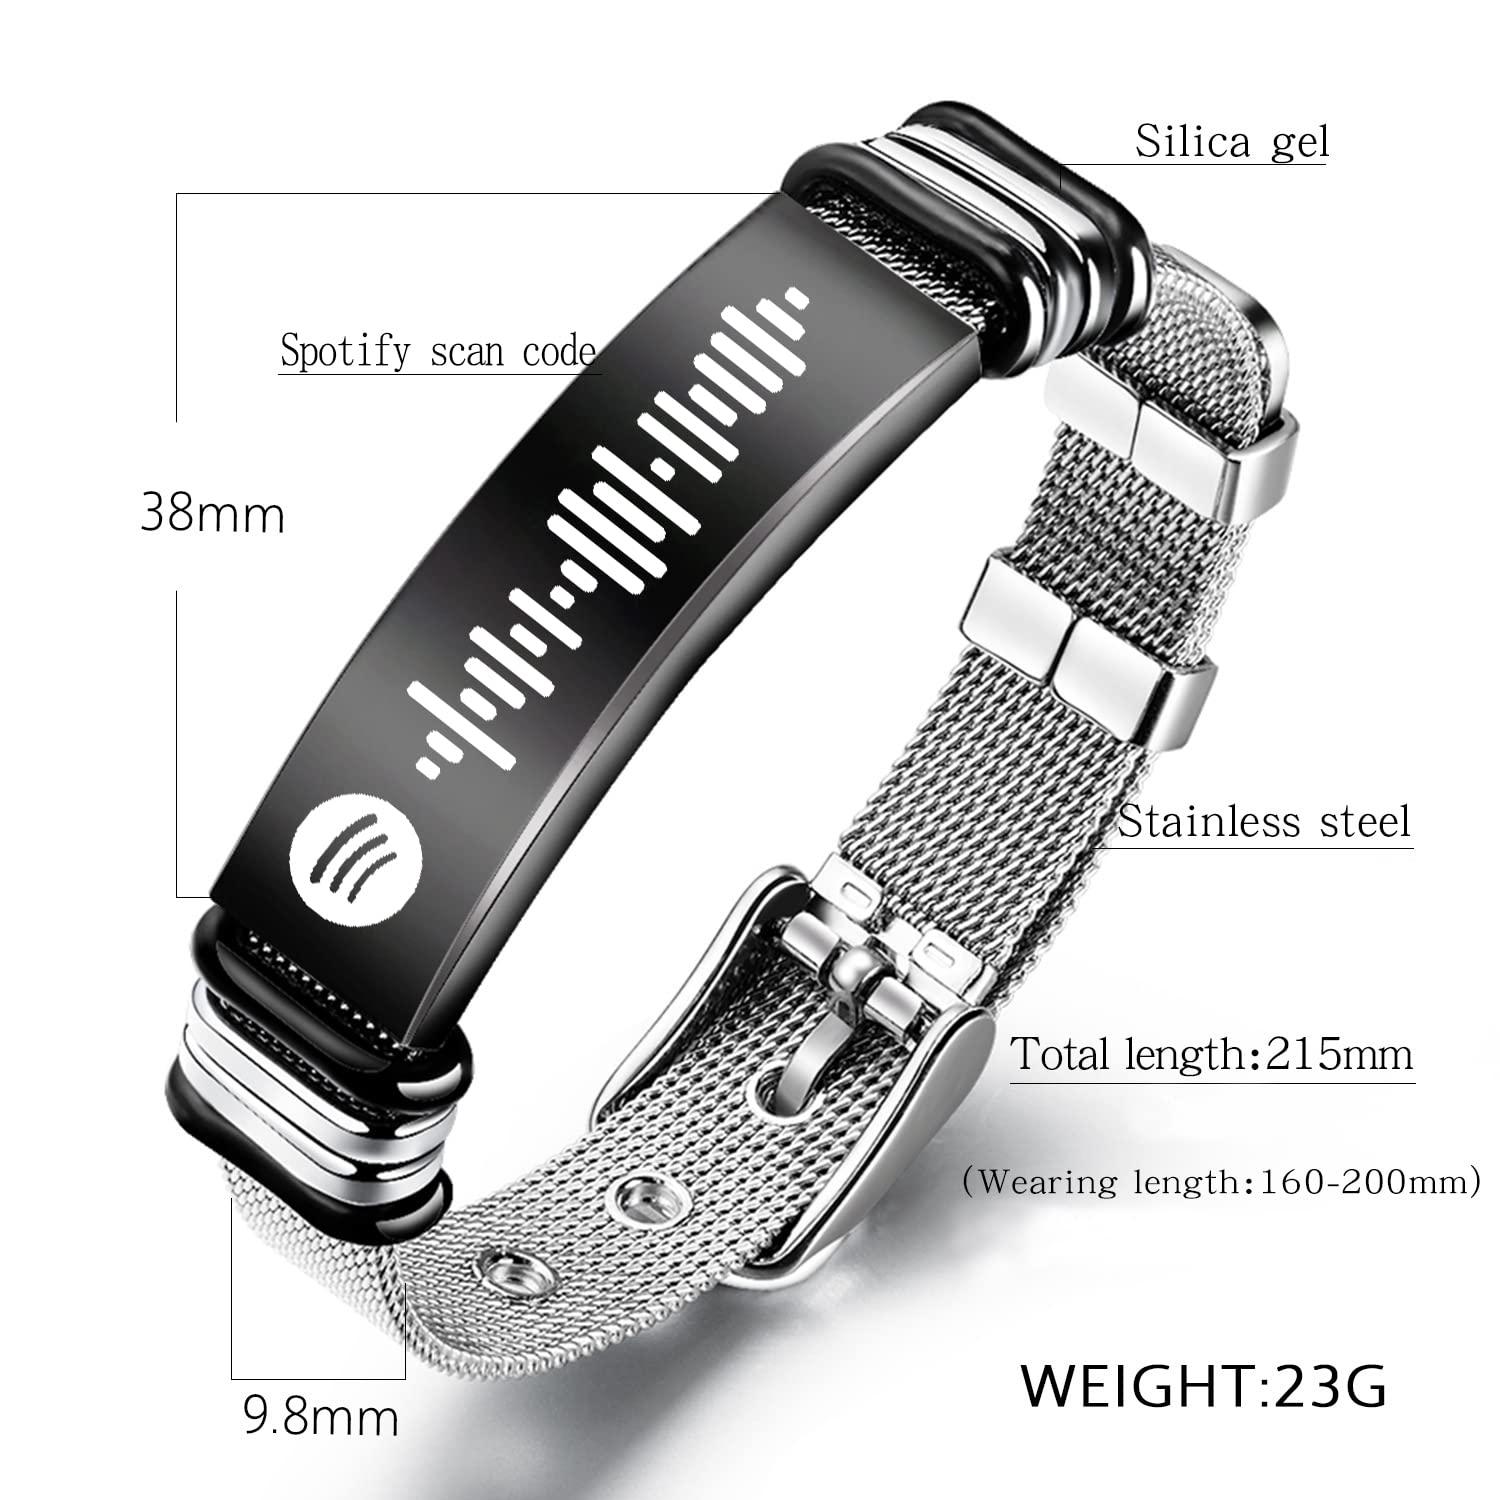 Silica gel
Spotify scan code
38mm
Stainless steel
Total length:215mm
(Wearing length:160-200mm)
WEIGHT:23G
9.8mm